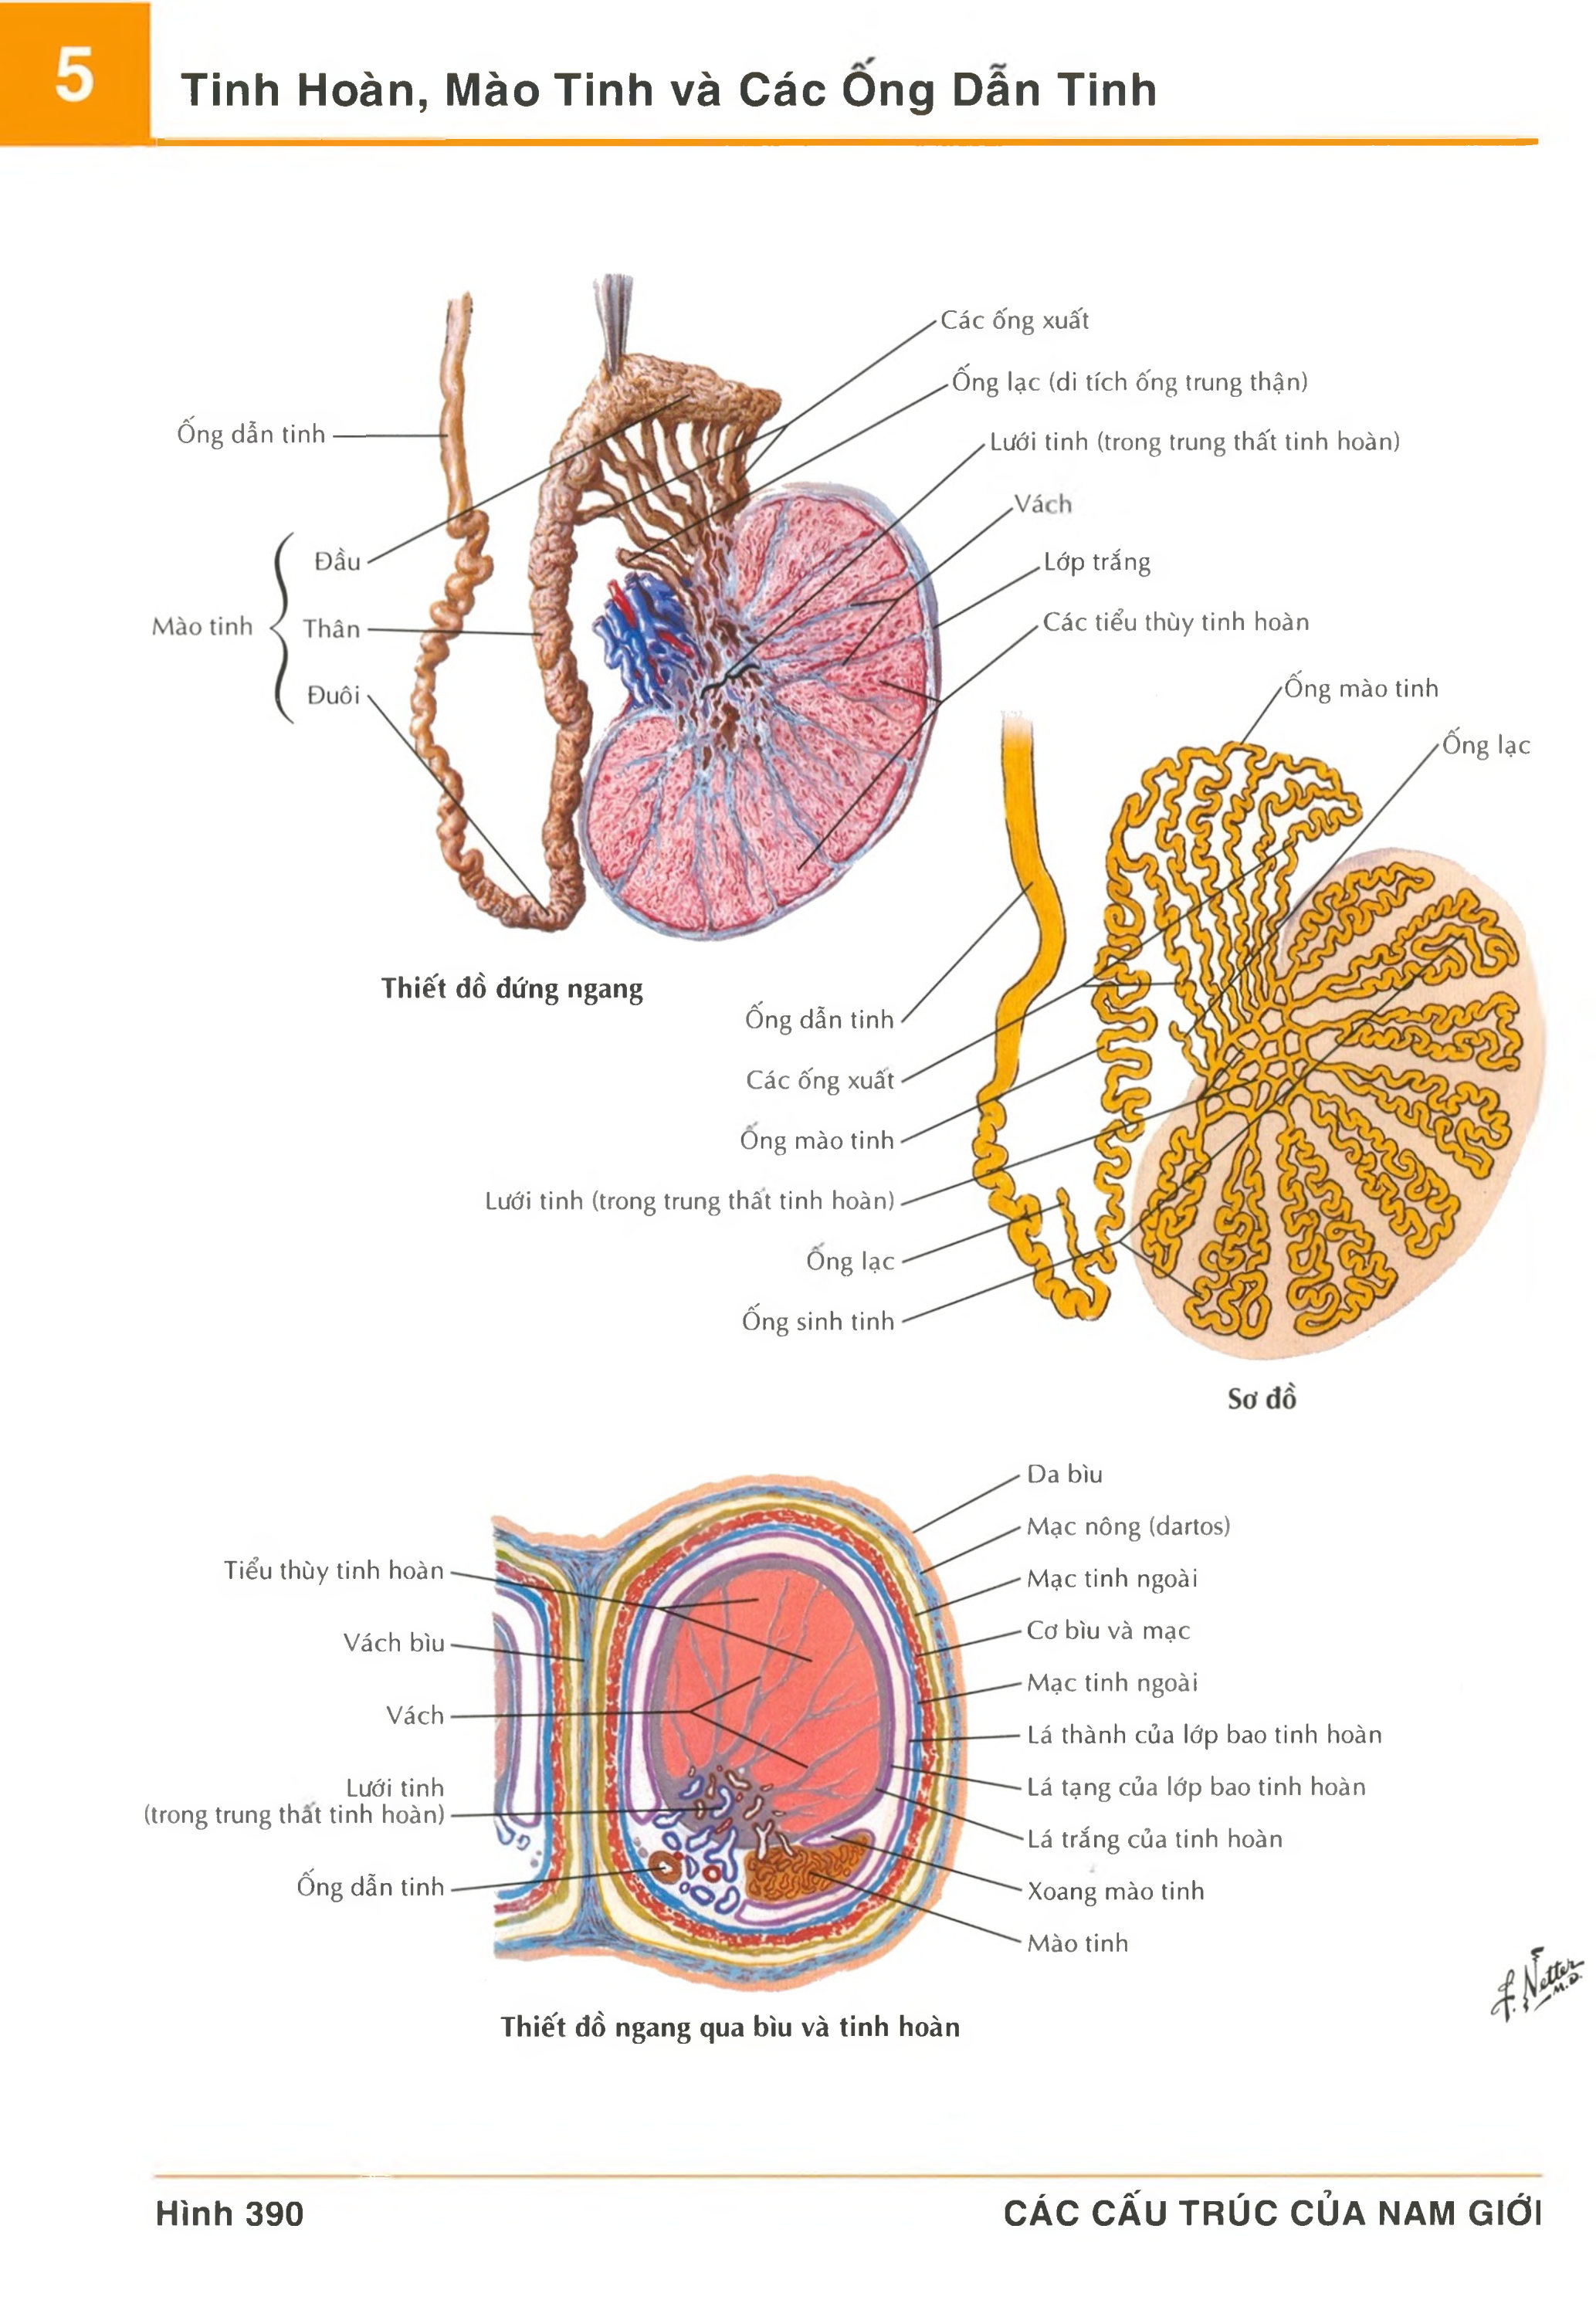 5
Tinh Hoàn, Mào Tinh và Các Ống Dẫn Tinh
Các ống xuất
Ống lạc (di tích ống trung thận)
Lưới tinh (trong trung thất tinh hoàn)
Vách
Lớp trắng
Các tiểu thùy tinh hoàn
Ống dẫn tinh
Đầu
Mào tinh
Thân
Đuôi
Thiết đồ đứng ngang
Ống mào tinh
Ống lạc
Ống dẫn tinh
Các ống xuất
Ống mào tinh
Lưới tinh (trong trung thất tinh hoàn)
Ống lạc
Ống sinh tinh
Sơ đồ
Tiểu thùy tinh hoàn
Vách bìu
Vách
Lưới tinh
(trong trung thất tinh hoàn)
Ống dẫn tinh
Da bìu
Mạc nông (dartos)
Mạc tinh ngoài
Cơ bìu và mạc
Mạc tinh ngoài
Lá thành của lớp bao tinh hoàn
Lá tạng của lớp bao tinh hoàn
Lá trắng của tinh hoàn
Xoang mào tinh
Mào tinh
Thiết đồ ngang qua bìu và tinh hoàn
F. Netter
M.D.
Hình 390
CÁC CẤU TRÚC CỦA NAM GIỚI